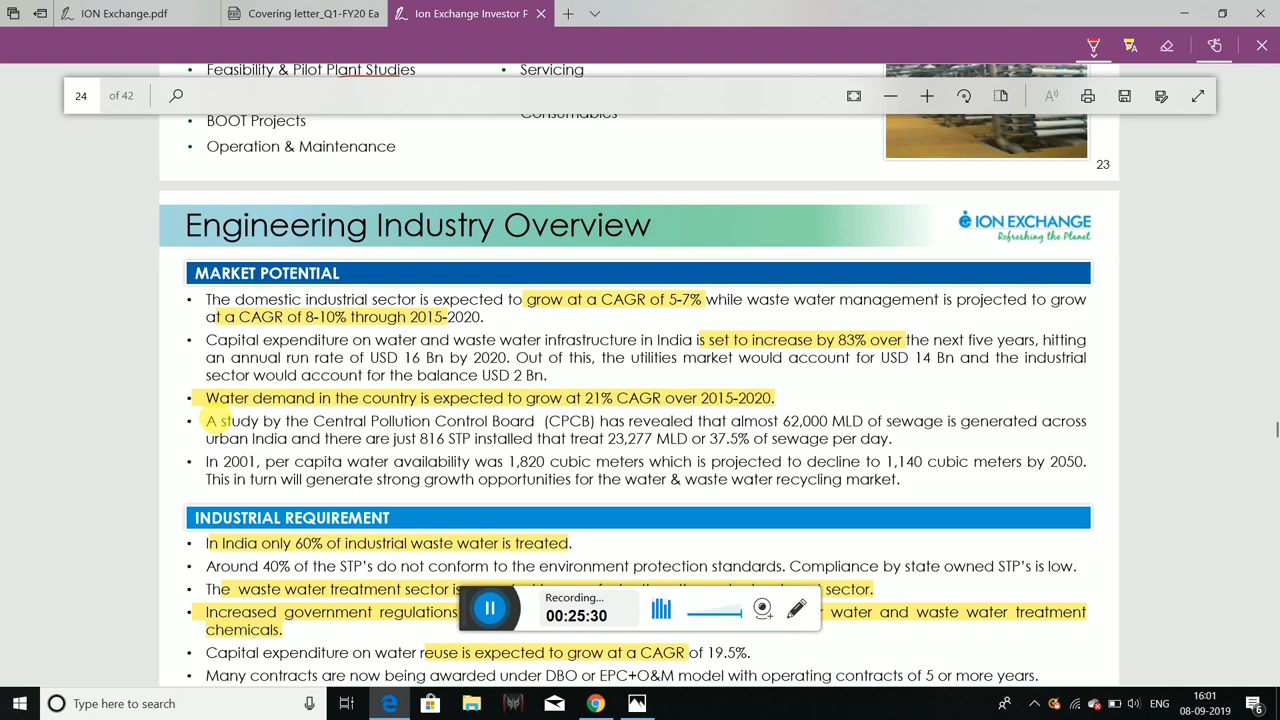 ION Exchange.pdf
Covering letter_Q1-FY20 Ea
Ion Exchange Investor P
• Feasibility & Pilot Plant Studies
• Servicing
24 of 42
Consumables
• BOOT Projects
• Operation & Maintenance
23
Engineering Industry Overview
ION EXCHANGE
Refreshing the Planet
MARKET POTENTIAL
• The domestic industrial sector is expected to grow at a CAGR of 5-7% while waste water management is projected to grow
at a CAGR of 8-10% through 2015-2020.
• Capital expenditure on water and waste water infrastructure in India is set to increase by 83% over the next five years, hitting
an annual run rate of USD 16 Bn by 2020. Out of this, the utilities market would account for USD 14 Bn and the industrial
sector would account for the balance USD 2 Bn.
• Water demand in the country is expected to grow at 21% CAGR over 2015-2020.
• A study by the Central Pollution Control Board (CPCB) has revealed that almost 62,000 MLD of sewage is generated across
urban India and there are just 816 STP installed that treat 23,277 MLD or 37.5% of sewage per day.
• In 2001, per capita water availability was 1,820 cubic meters which is projected to decline to 1,140 cubic meters by 2050.
This in turn will generate strong growth opportunities for the water & waste water recycling market.
INDUSTRIAL REQUIREMENT
• In India only 60% of industrial waste water is treated.
• Around 40% of the STP's do not conform to the environment protection standards. Compliance by state owned STP's is low.
• The waste water treatment sector is sector.
• Increased government regulations water and waste water treatment
chemicals.
Recording...
00:25:30
• Capital expenditure on water reuse is expected to grow at a CAGR of 19.5%.
• Many contracts are now being awarded under DBO or EPC+O&M model with operating contracts of 5 or more years.
Type here to search
ENG
16:01
08-09-2019
6